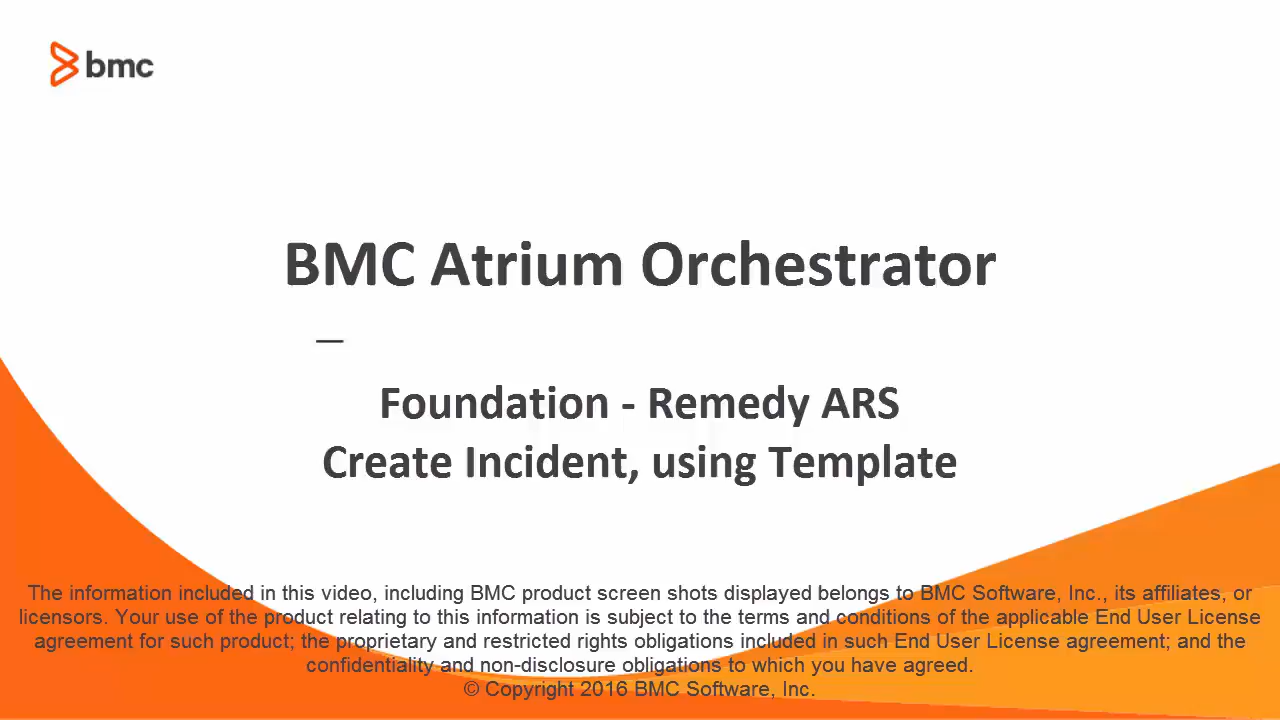 bmc
BMC Atrium Orchestrator
—
Foundation - Remedy ARS
Create Incident, using Template
The information included in this video, including BMC product screen shots displayed belongs to BMC Software, Inc., its affiliates, or
licensors. Your use of the product relating to this information is subject to the terms and conditions of the applicable End User License
agreement for such product; the proprietary and restricted rights obligations included in such End User License agreement; and the
confidentiality and non-disclosure obligations to which you have agreed.
© Copyright 2016 BMC Software, Inc.